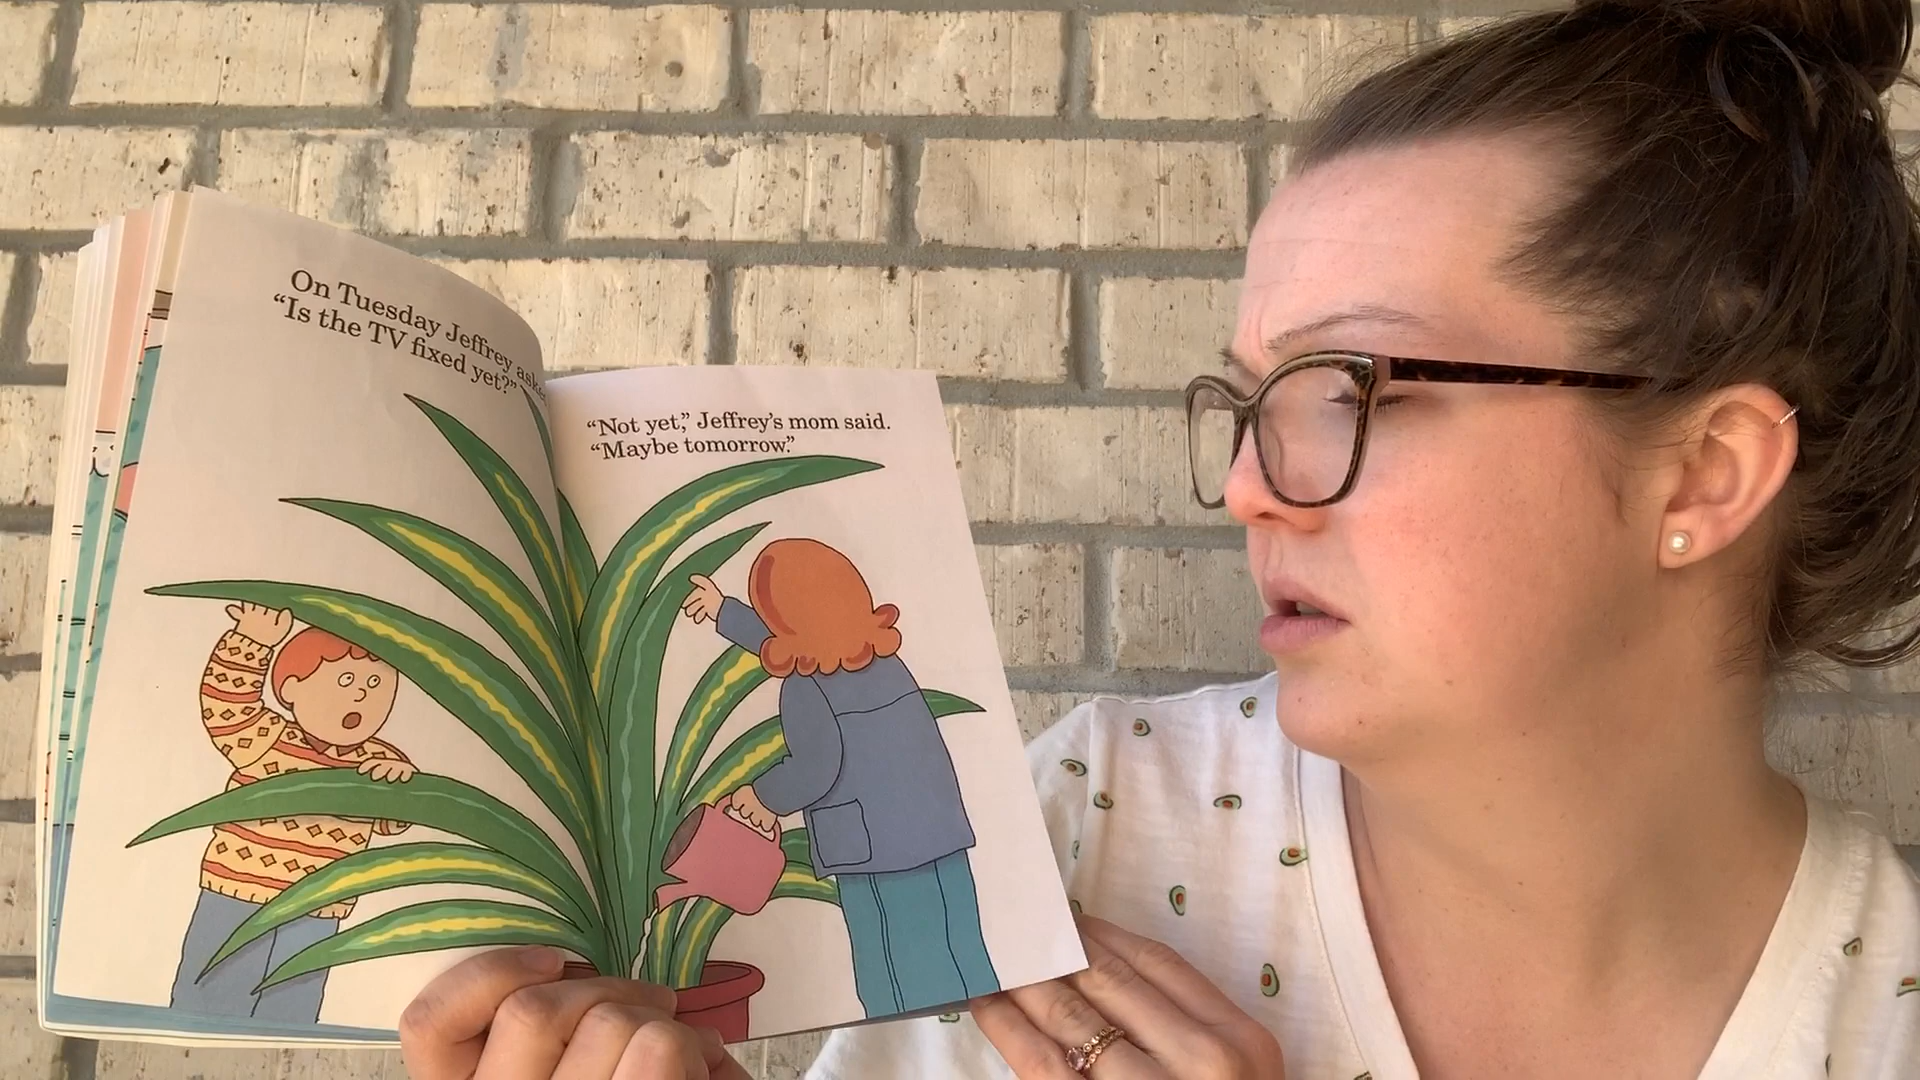 On Tuesday Jeffrey
“Is the TV fixed yet?”
“Not yet,” Jeffrey’s mom said.
“Maybe tomorrow.”